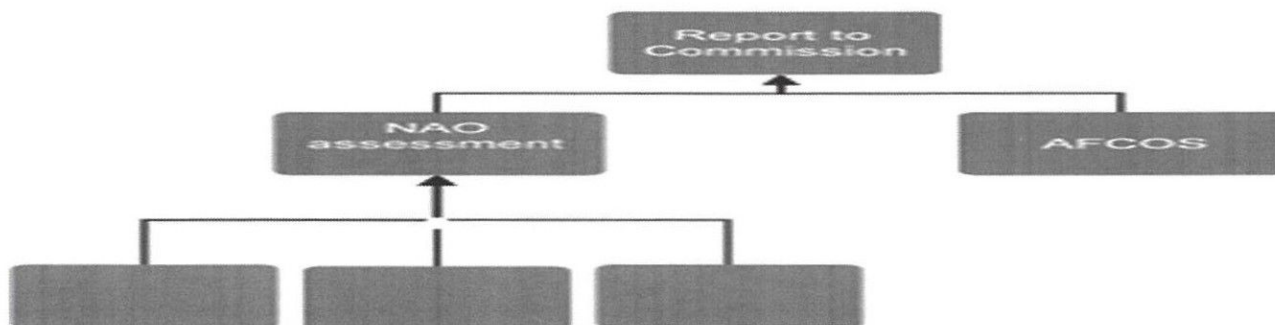 Report to
Commission
NAO
assessment
AFCOS